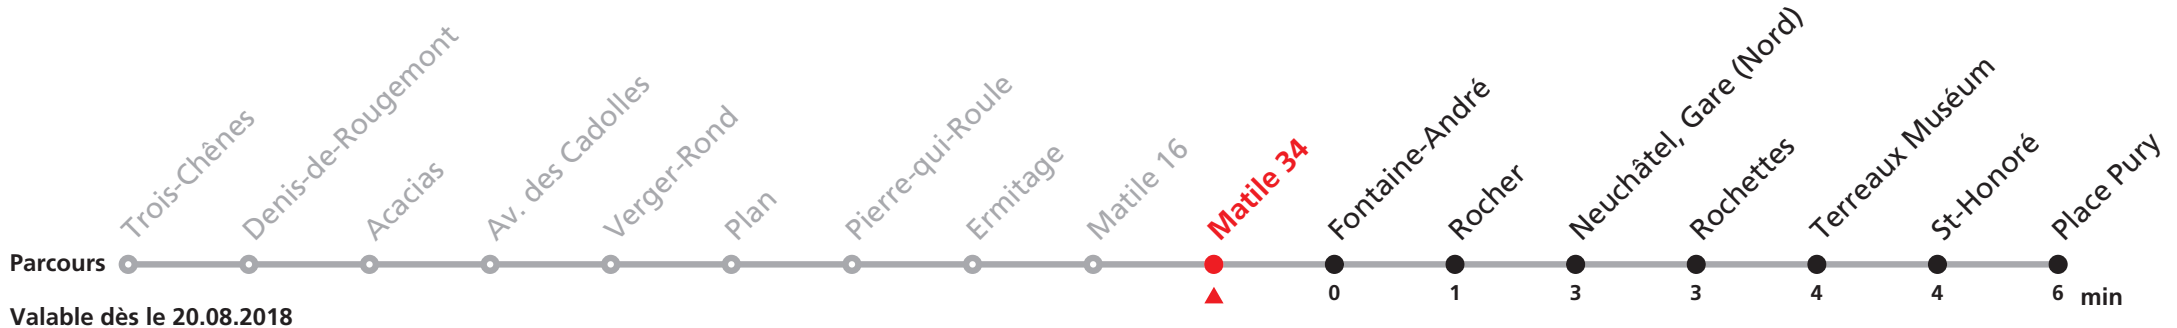 Trois-Chênes
Denis-de-Rougemont
Acacias
Av. des Cadolles
Verger-Rond
Plan
Pierre-qui-Roule
Ermitage
Matile 16
Matile 34
Fontaine-André
Rocher
Neuchâtel, Gare (Nord)
Rochettes
Terreaux Muséum
St-Honoré
Place Pury
Parcours
0 1 3 3 4 4 6 min
Valable dès le 20.08.2018